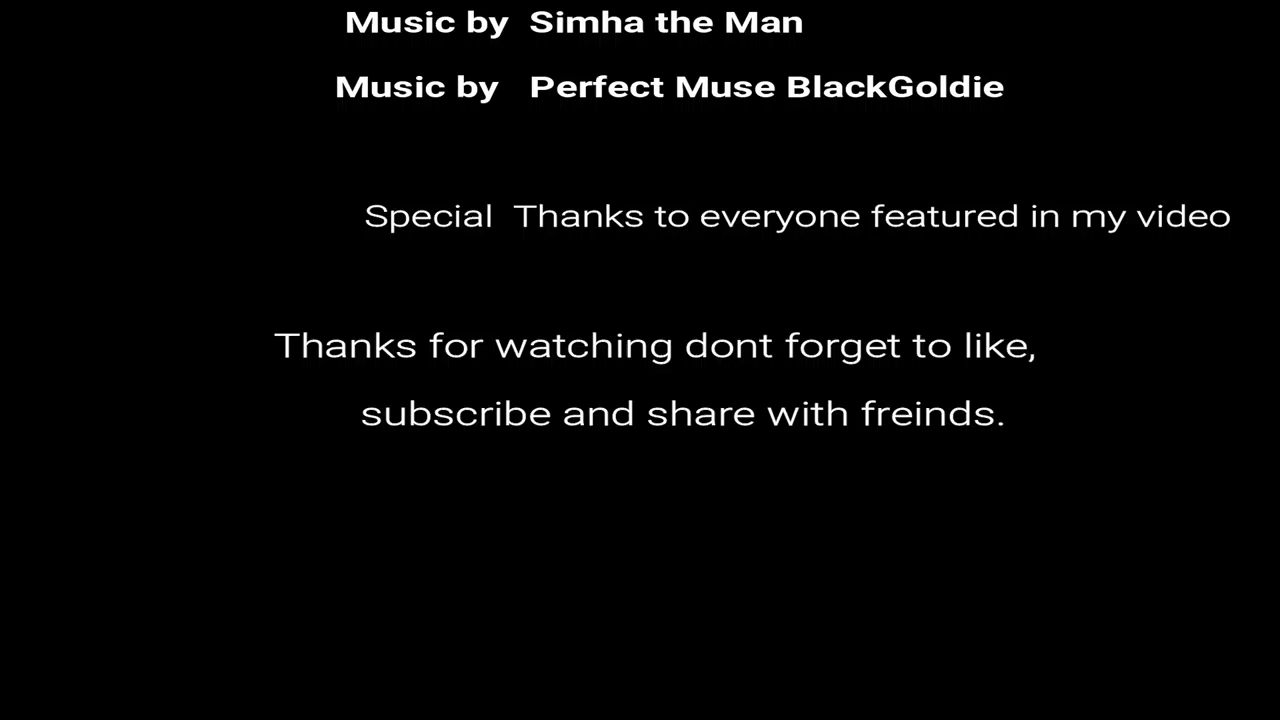 Music by Simha the Man
Music by Perfect Muse BlackGoldie
Special Thanks to everyone featured in my video
Thanks for watching dont forget to like,
subscribe and share with freinds.